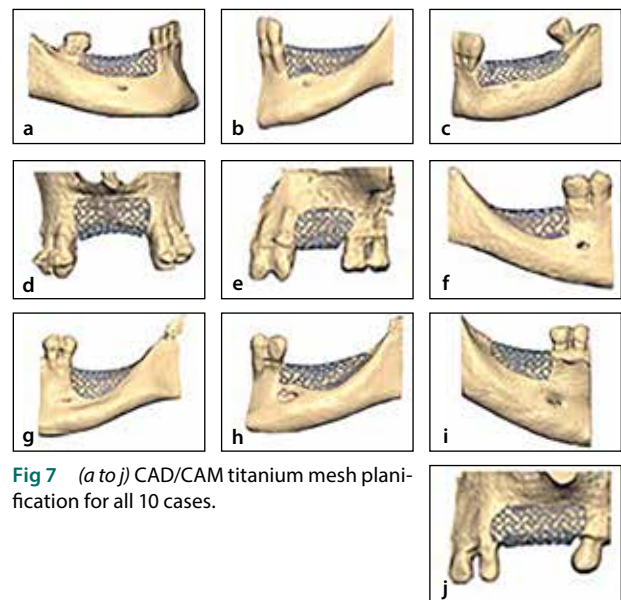 a
b
c
d
e
f
g
h
i
Fig 7 (a to j) CAD/CAM titanium mesh plani-
fication for all 10 cases.
j